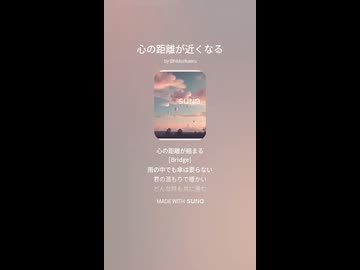 心の距離が近くなる
SUNO
心の距離が縮まる
[Bridge]
雨の中でも傘は要らない
君の温もりで暖かい
どんな時も共に進む
MADE WITH SUNO